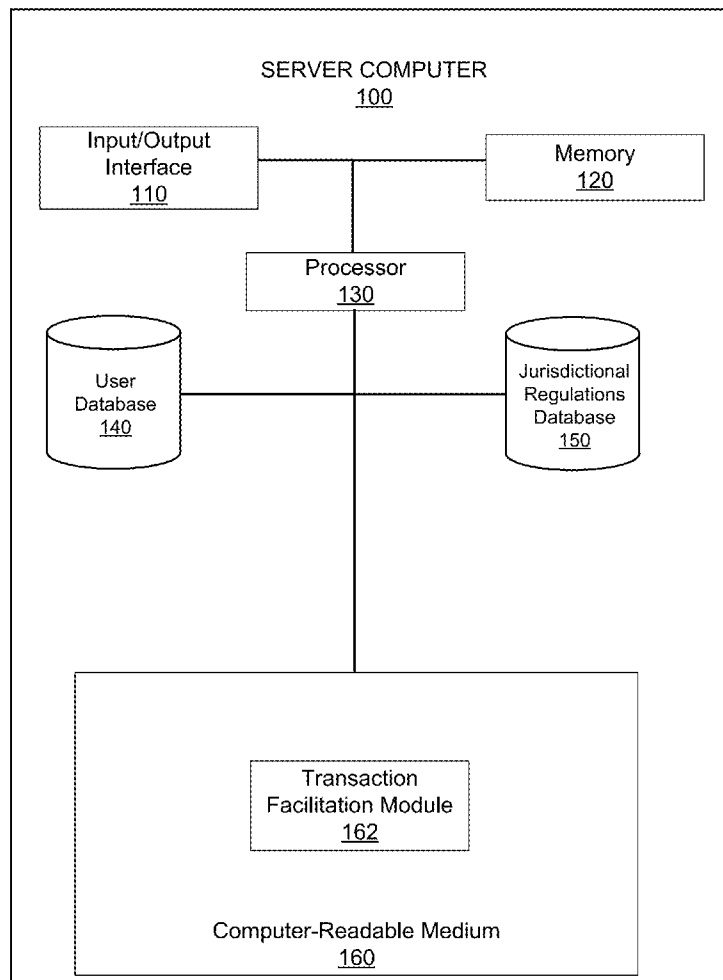 SERVER COMPUTER
100
Input/Output
Interface
110
Memory
120
Processor
130
User
Database
140
Jurisdictional
Regulations
Database
150
Transaction
Facilitation Module
162
Computer-Readable Medium
160